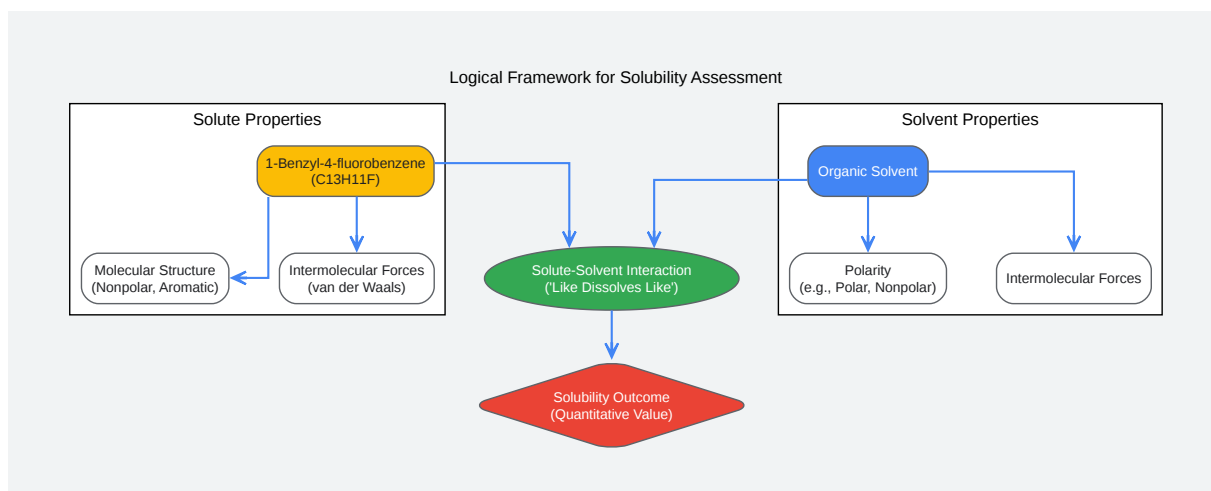 Logical Framework for Solubility Assessment
Solute Properties
1-Benzyl-4-fluorobenzene
(C13H11F)
Molecular Structure
(Nonpolar, Aromatic)
Intermolecular Forces
(van der Waals)
Solute-Solvent Interaction
('Like Dissolves Like')
Solubility Outcome
(Quantitative Value)
Solvent Properties
Organic Solvent
Polarity
(e.g., Polar, Nonpolar)
Intermolecular Forces